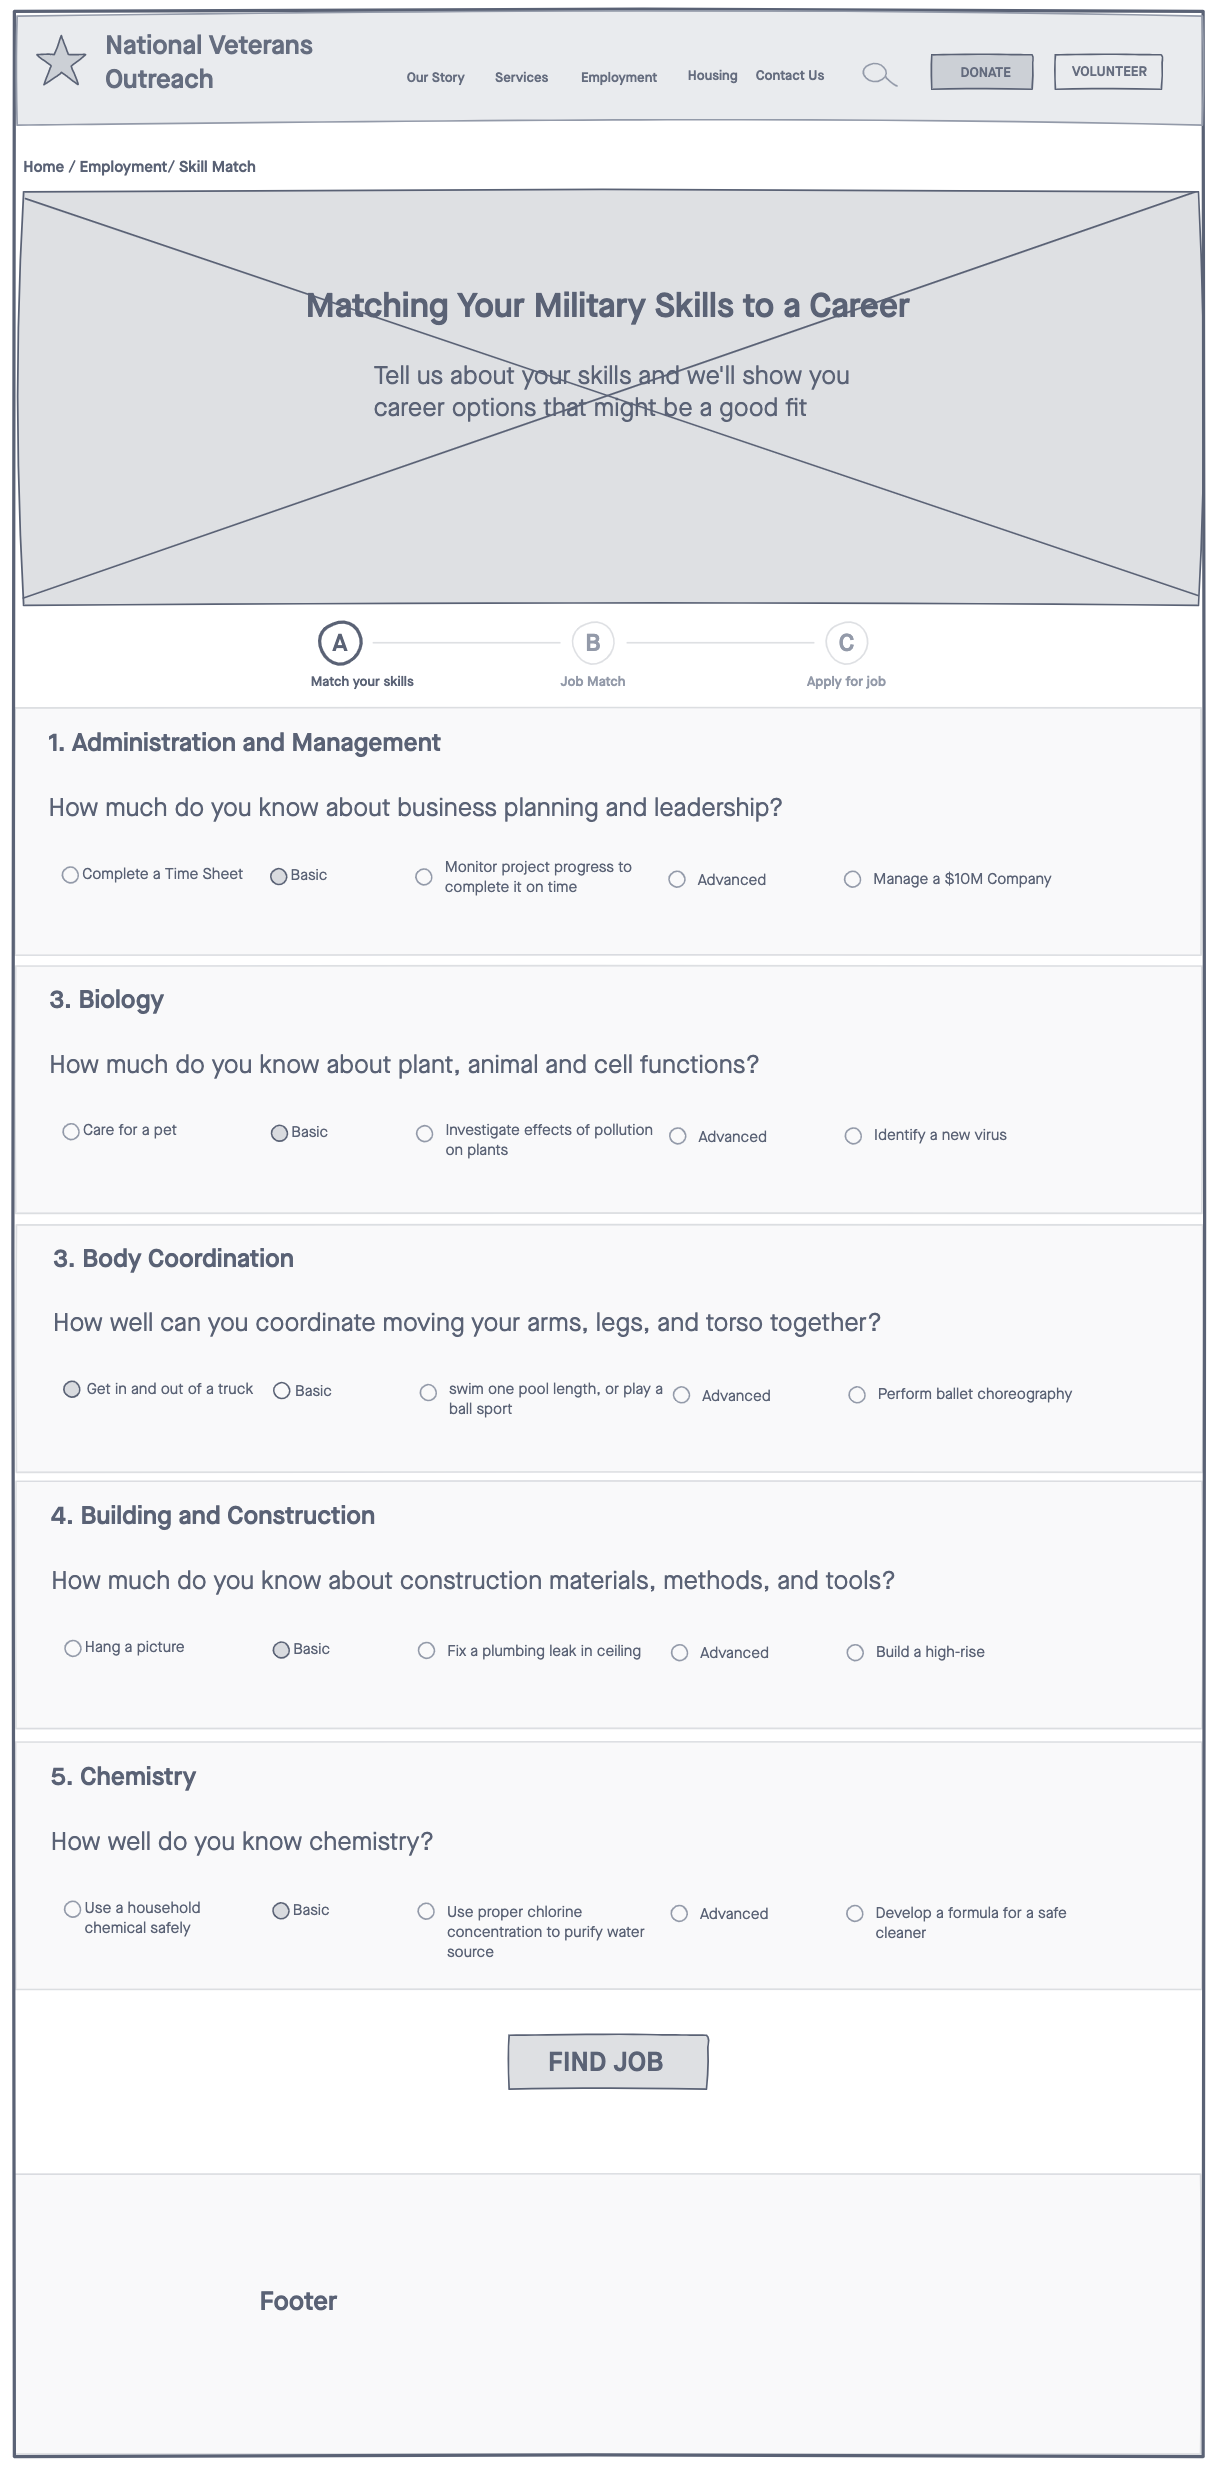 National Veterans
Outreach
Our Story Services Employment Housing Contact Us DONATE VOLUNTEER
Home / Employment/ Skill Match
Matching Your Military Skills to a Career
Tell us about your skills and we'll show you
career options that might be a good fit
A B C
Match your skills Job Match Apply for job
1. Administration and Management
How much do you know about business planning and leadership?
Complete a Time Sheet
Basic
Monitor project progress to
complete it on time
Advanced
Manage a $10M Company
3. Biology
How much do you know about plant, animal and cell functions?
Care for a pet
Basic
Investigate effects of pollution
on plants
Advanced
Identify a new virus
3. Body Coordination
How well can you coordinate moving your arms, legs, and torso together?
Get in and out of a truck
Basic
swim one pool length, or play a
ball sport
Advanced
Perform ballet choreography
4. Building and Construction
How much do you know about construction materials, methods, and tools?
Hang a picture
Basic
Fix a plumbing leak in ceiling
Advanced
Build a high-rise
5. Chemistry
How well do you know chemistry?
Use a household
chemical safely
Basic
Use proper chlorine
concentration to purify water
source
Advanced
Develop a formula for a safe
cleaner
FIND JOB
Footer